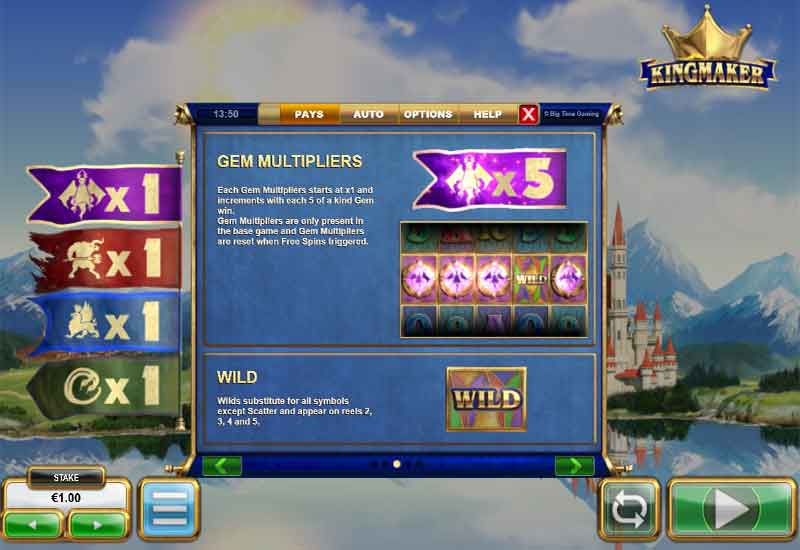 KINGMAKER
13:50
PAYS
AUTO
OPTIONS
HELP
X
© Big Time Gaming
GEM MULTIPLIERS
Each Gem Multipliers starts at x1 and
increments with each 5 of a kind Gem
win.
Gem Multipliers are only present in
the base game and Gem Multipliers
are reset when Free Spins triggered.
x5
WILD
x1
x1
x1
x1
WILD
Wilds substitute for all symbols
except Scatter and appear on reels 2,
3, 4 and 5.
WILD
STAKE
€1.00